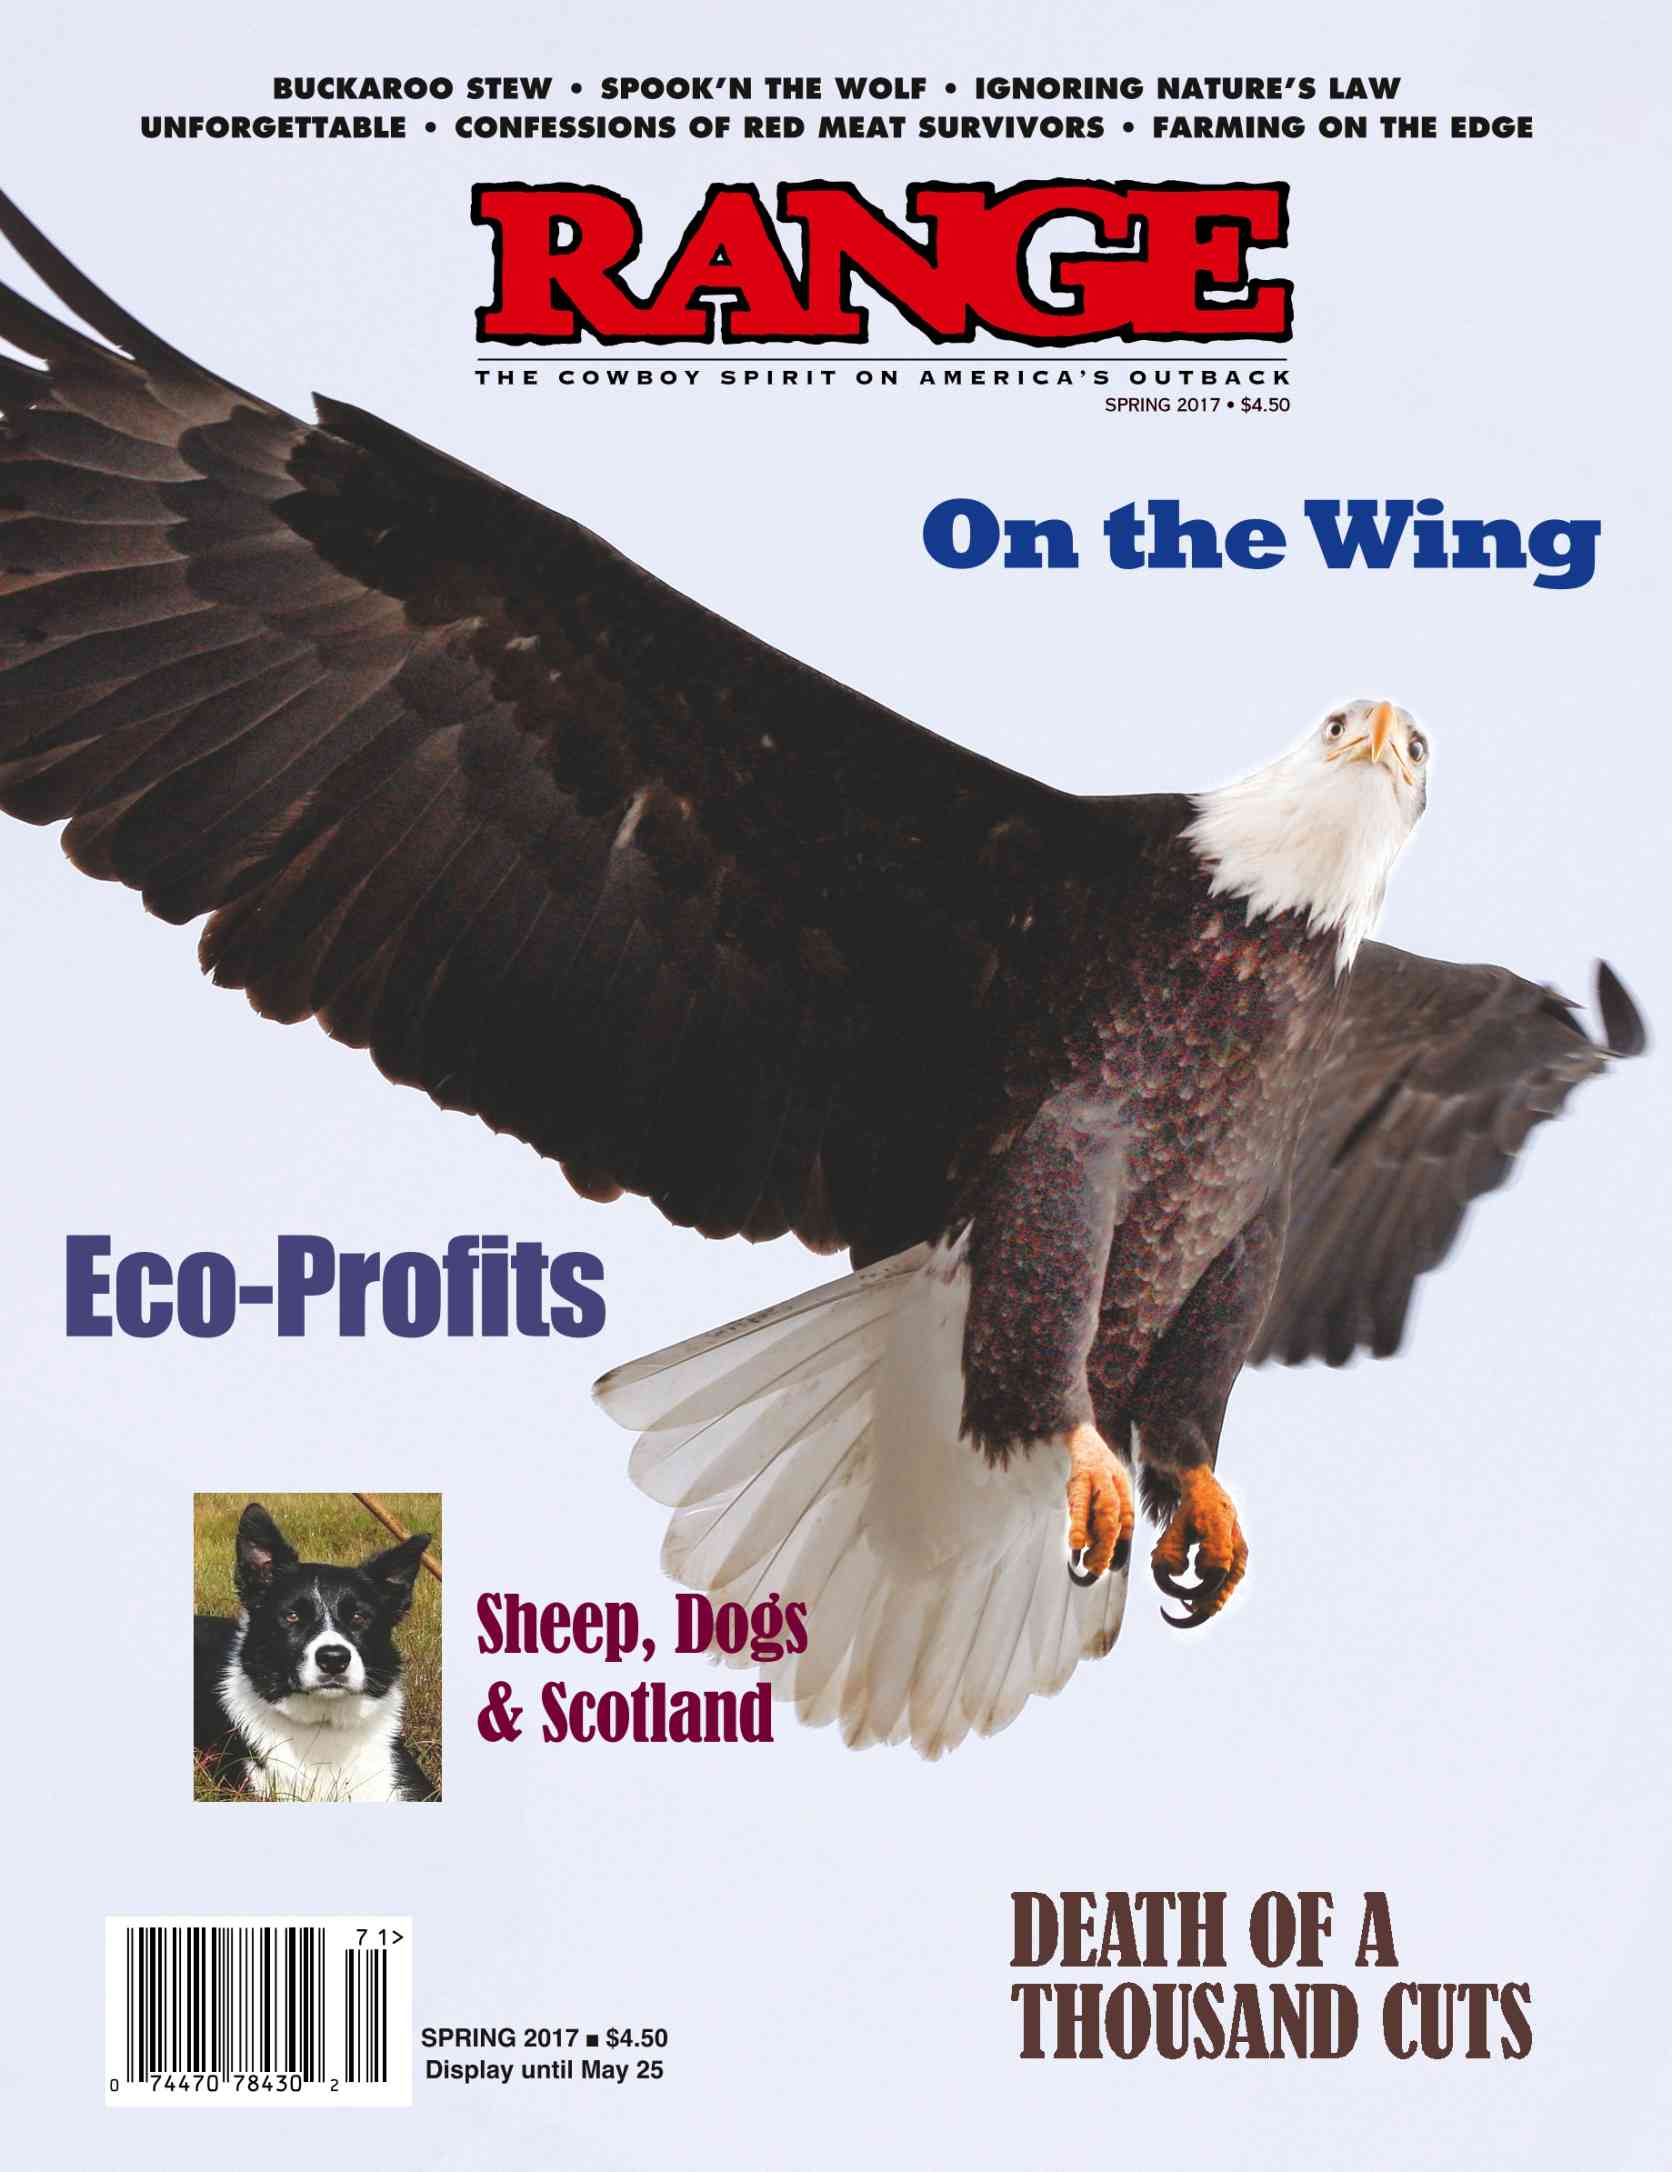 BUCKAROO STEW • SPOOK’N THE WOLF • IGNORING NATURE’S LAW
UNFORGETTABLE • CONFESSIONS OF RED MEAT SURVIVORS • FARMING ON THE EDGE
RANGE
THE COWBOY SPIRIT ON AMERICA’S OUTBACK
SPRING 2017 • $4.50
On the Wing
Eco-Profits
Sheep, Dogs
& Scotland
DEATH OF A
THOUSAND CUTS
71>
0 74470 78430 2
SPRING 2017 ■ $4.50
Display until May 25